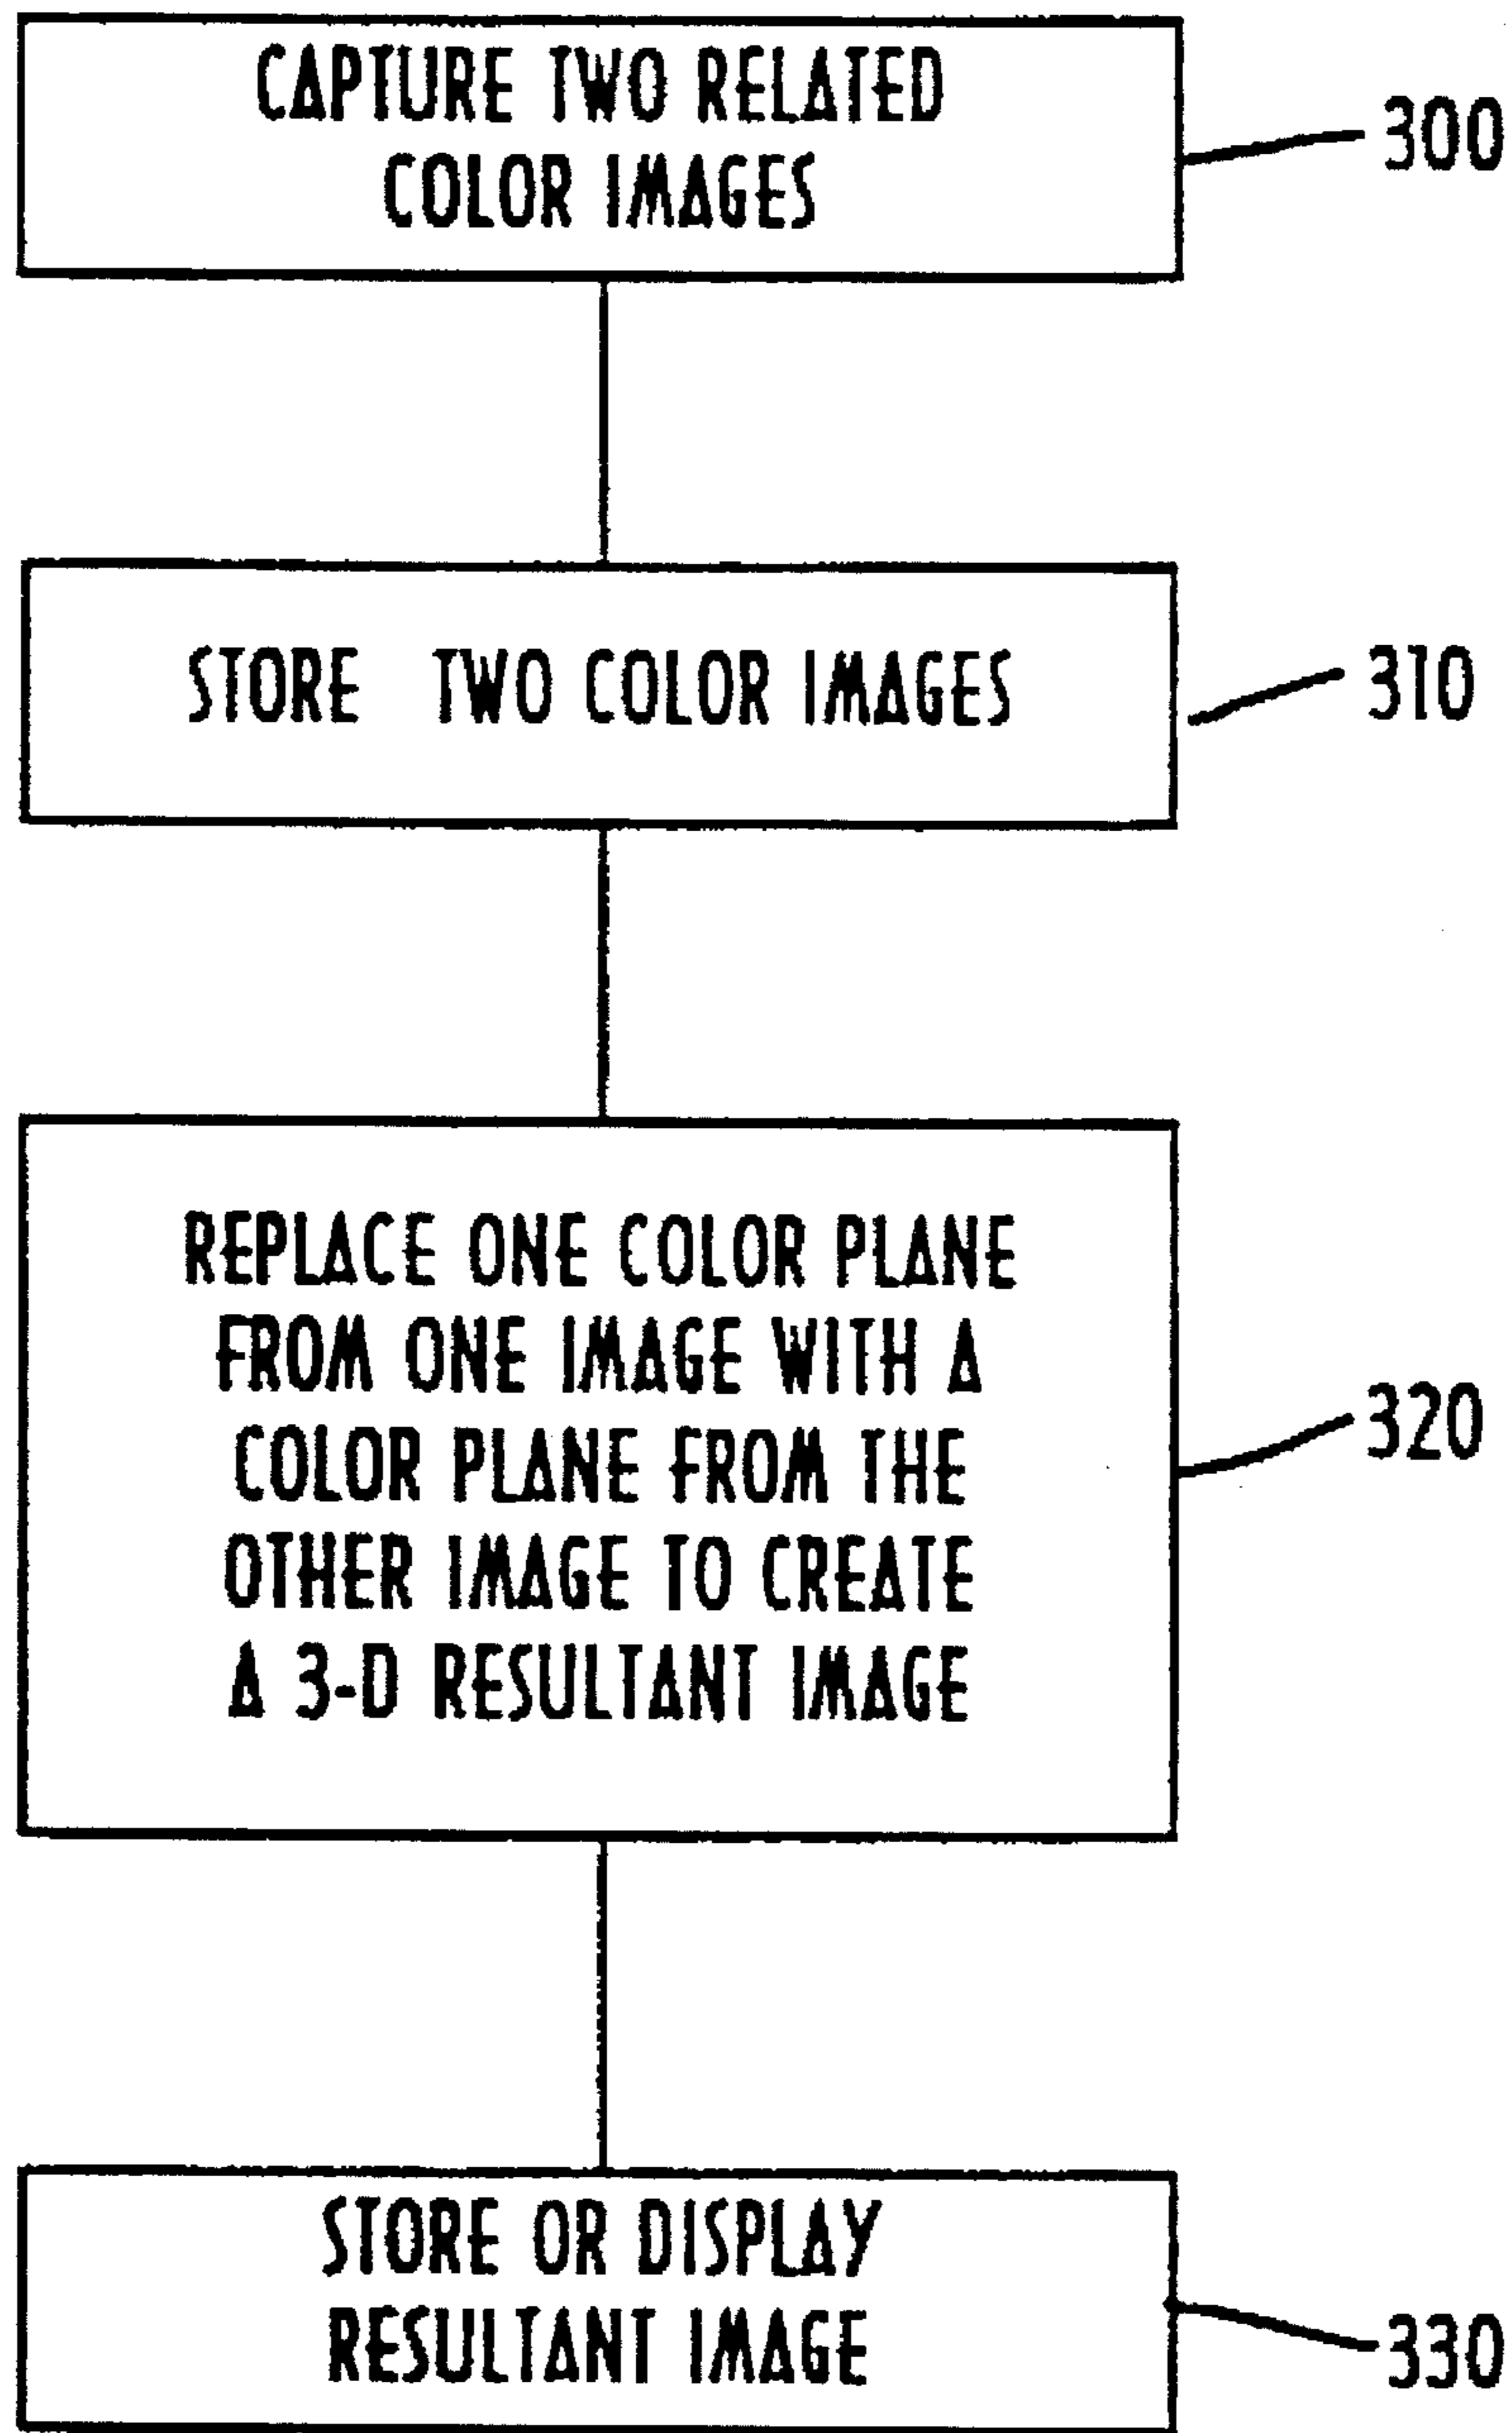 CAPTURE TWO RELATED
COLOR IMAGES
300
STORE TWO COLOR IMAGES
310
REPLACE ONE COLOR PLANE
FROM ONE IMAGE WITH A
COLOR PLANE FROM THE
OTHER IMAGE TO CREATE
A 3-D RESULTANT IMAGE
320
STORE OR DISPLAY
RESULTANT IMAGE
330